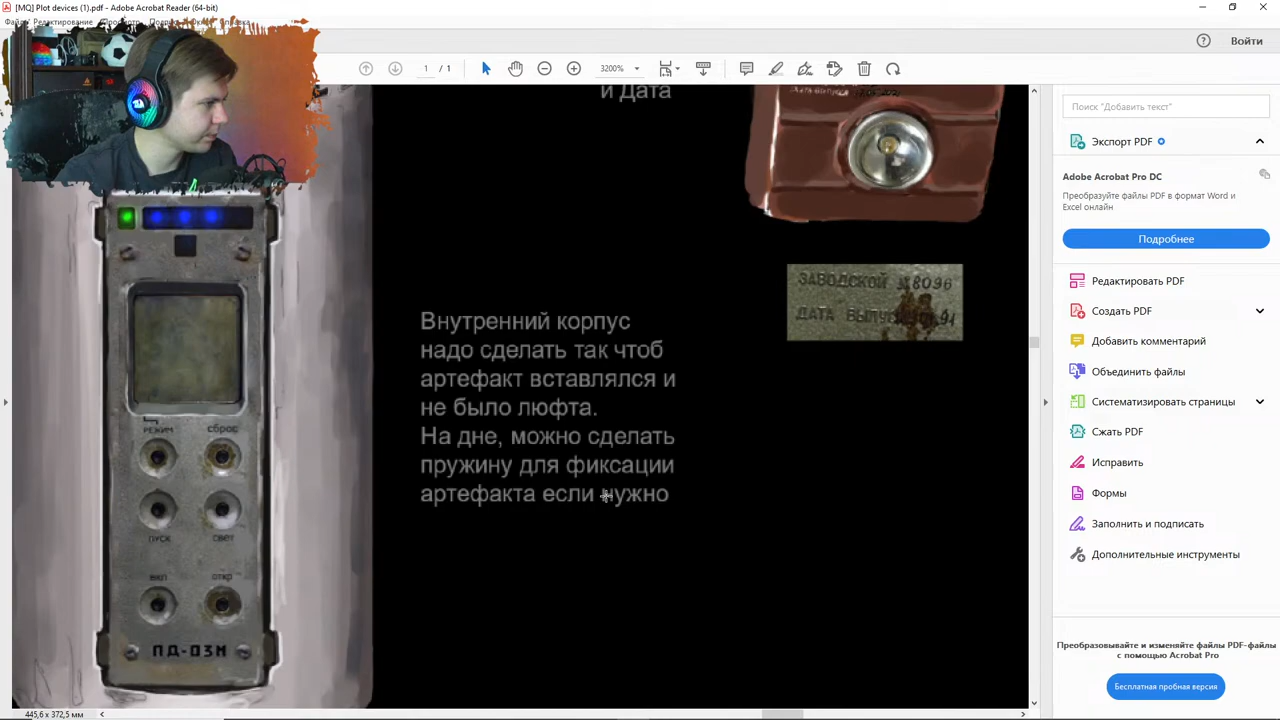 [MQ] Plot devices (1).pdf - Adobe Acrobat Reader (64-bit)
Файл Редактирование Просмотр Справка
1 / 1
3200%
Войти
и Дата
Поиск "Добавить текст"
Экспорт PDF
Adobe Acrobat Pro DC
Преобразуйте файлы PDF в формат Word и
Excel онлайн
Подробнее
Редактировать PDF
Создать PDF
Добавить комментарий
Объединить файлы
Систематизировать страницы
Сжать PDF
Исправить
Формы
Заполнить и подписать
Дополнительные инструменты
Преобразовывайте и изменяйте файлы PDF-файлы
с помощью Acrobat Pro
Бесплатная пробная версия
ЗАВОДСКОЙ №8096
ДАТА
Внутренний корпус
надо сделать так чтоб
артефакт вставлялся и
не было люфта.
На дне, можно сделать
пружину для фиксации
артефакта если нужно
РЕЖИМ сброс
ПУСК свет
вкл откр
ПД-03М
445,6 x 372,5 мм